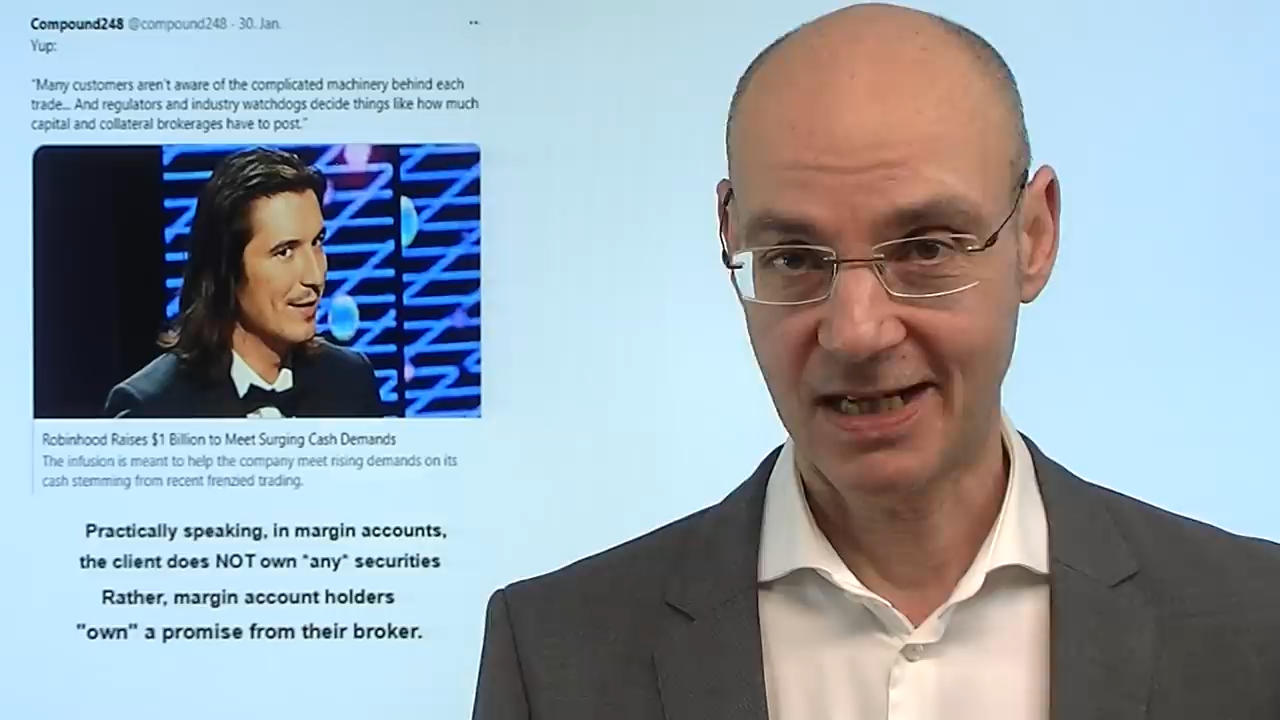 Compound248 @compound248 · 30. Jan.
Yup:
"Many customers aren't aware of the complicated machinery behind each
trade... And regulators and industry watchdogs decide things like how much
capital and collateral brokerages have to post."
Robinhood Raises $1 Billion to Meet Surging Cash Demands
The infusion is meant to help the company meet rising demands on its
cash stemming from recent frenzied trading.
Practically speaking, in margin accounts,
the client does NOT own *any* securities
Rather, margin account holders
"own" a promise from their broker.